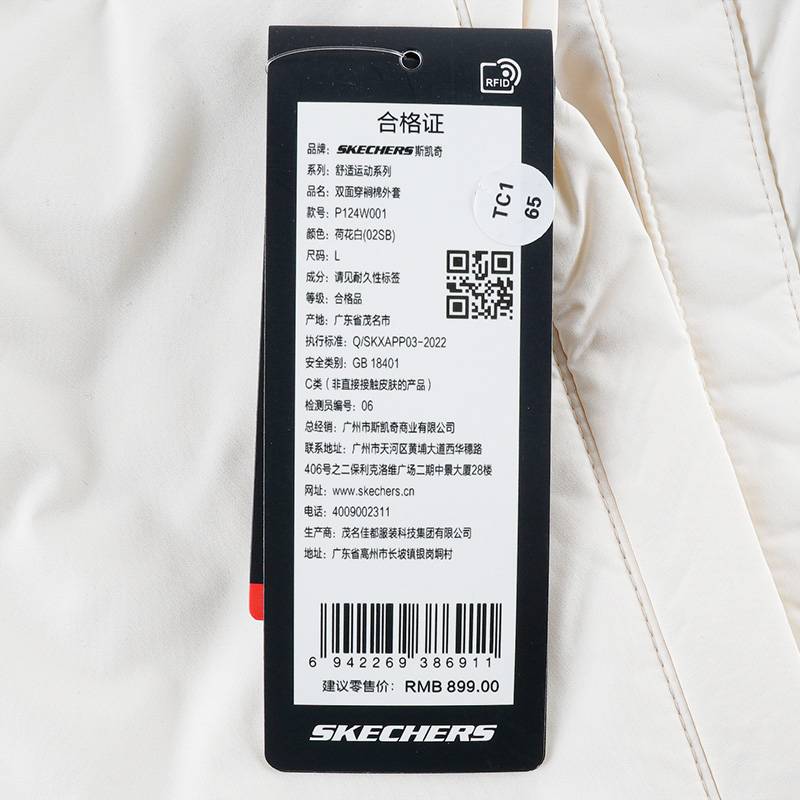 RFID
合格证
品牌: SKECHERS 斯凯奇
系列: 舒适运动系列
品名: 双面穿裥棉外套
款号: P124W001
颜色: 荷花白(02SB)
尺码: L
成分: 请见耐久性标签
等级: 合格品
产地: 广东省茂名市
执行标准: Q/SKXAPP03-2022
安全类别: GB 18401
C类 (非直接接触皮肤的产品)
检测员编号: 06
总经销: 广州市斯凯奇商业有限公司
联系地址: 广州市天河区黄埔大道西华穗路
406号之二保利克洛维广场二期中景大厦28楼
网址: www.skechers.cn
电话: 4009002311
生产商: 茂名佳都服装科技集团有限公司
地址: 广东省高州市长坡镇银岗垌村
TC1
65
6 942269 386911
建议零售价: RMB 899.00
SKECHERS